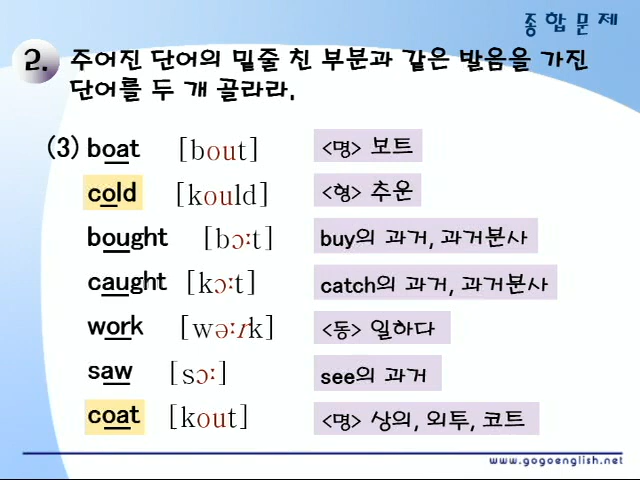 종합문제
2. 주어진 단어의 밑줄 친 부분과 같은 발음을 가진
단어를 두 개 골라라.
(3) boat [bout] <명> 보트
cold [kould] <형> 추운
bought [bɔːt] buy의 과거, 과거분사
caught [kɔːt] catch의 과거, 과거분사
work [wəːrk] <동> 일하다
saw [sɔː] see의 과거
coat [kout] <명> 상의, 외투, 코트
www.gogoenglish.net